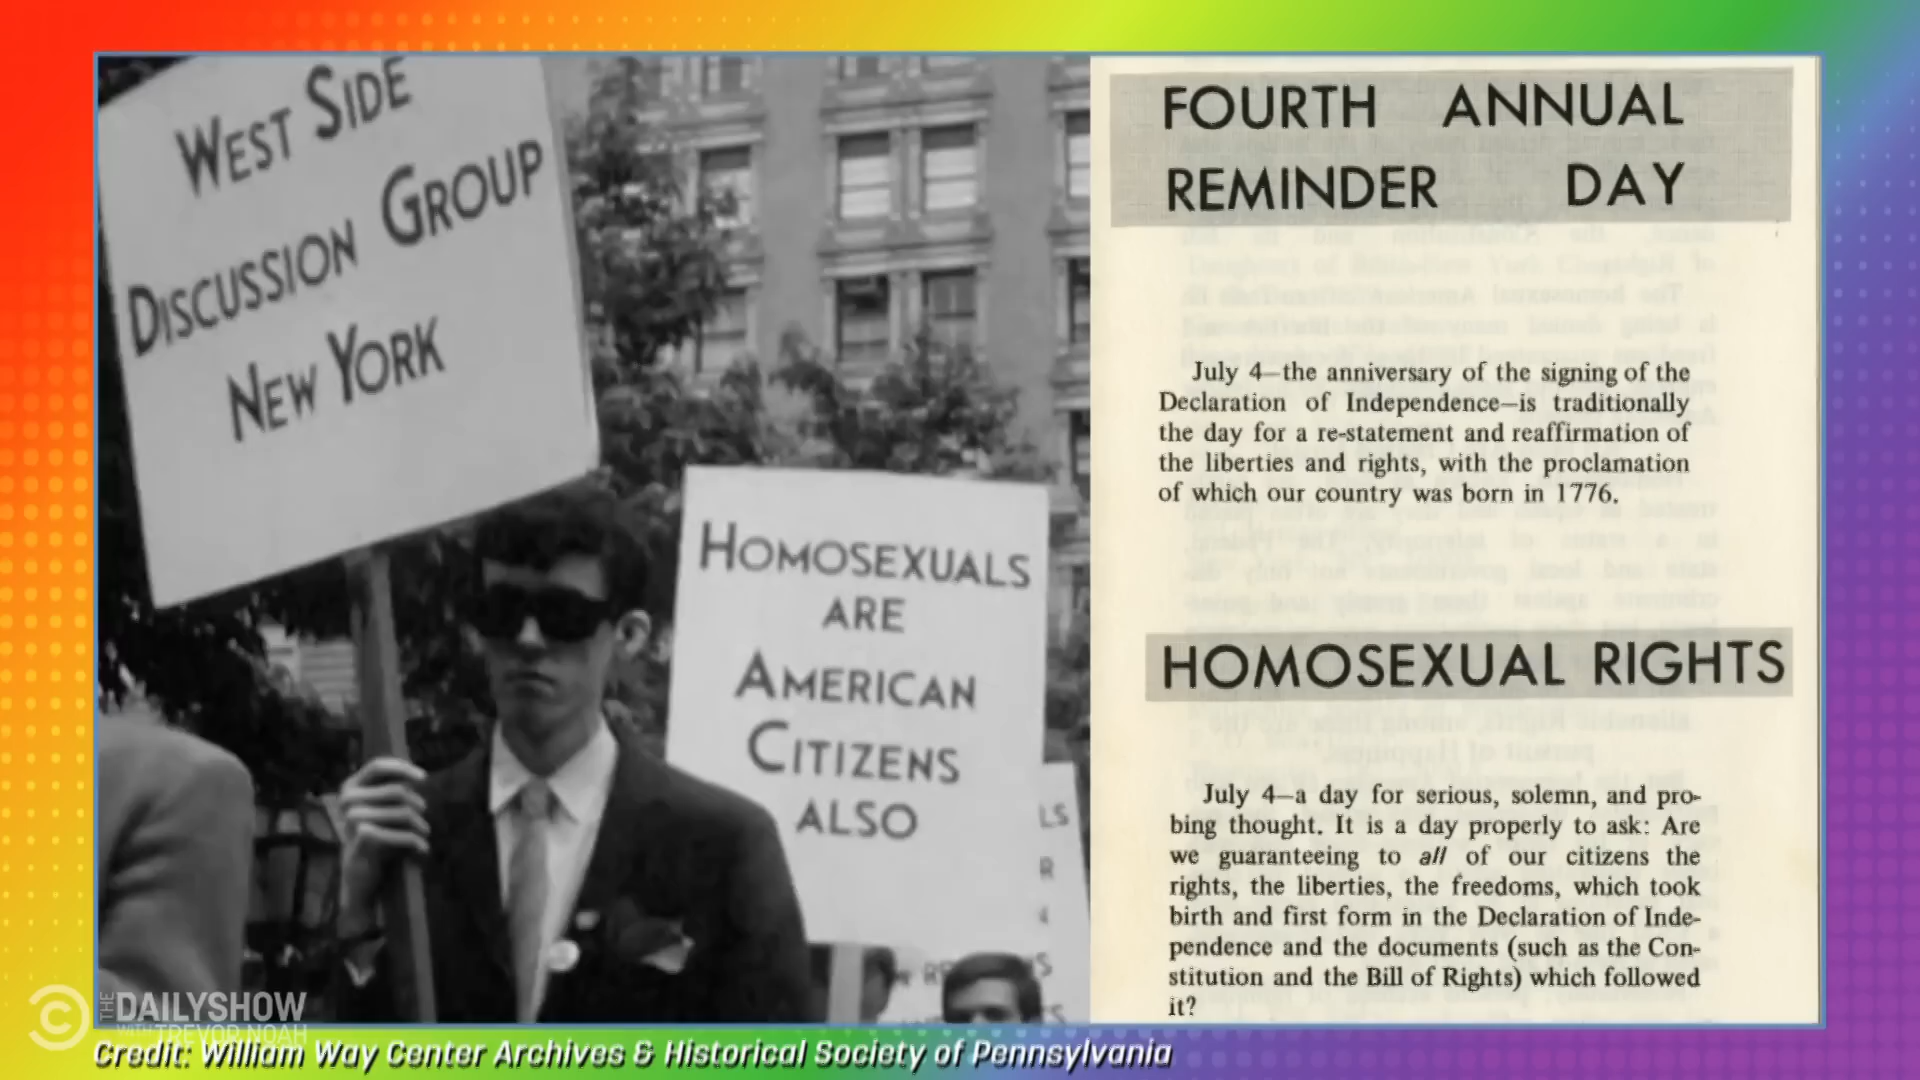 WEST SIDE
DISCUSSION GROUP
NEW YORK
HOMOSEXUALS
ARE
AMERICAN
CITIZENS
ALSO
LS
R
S
FOURTH ANNUAL
REMINDER DAY
July 4—the anniversary of the signing of the
Declaration of Independence—is traditionally
the day for a re-statement and reaffirmation of
the liberties and rights, with the proclamation
of which our country was born in 1776.
HOMOSEXUAL RIGHTS
July 4—a day for serious, solemn, and pro-
bing thought. It is a day properly to ask: Are
we guaranteeing to all of our citizens the
rights, the liberties, the freedoms, which took
birth and first form in the Declaration of Inde-
pendence and the documents (such as the Con-
stitution and the Bill of Rights) which followed
it?
THE DAILY SHOW
WITH TREVOR NOAH
Credit: William Way Center Archives & Historical Society of Pennsylvania